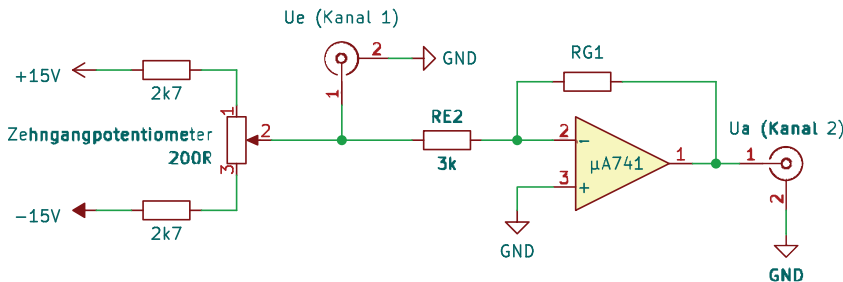 Ue (Kanal 1)
2
GND
1
+15V
2k7
Zehngangpotentiometer
200R
1
2
3
-15V
2k7
RE2
3k
RG1
2
-
3
+
µA741
1
GND
Ua (Kanal 2)
1
2
GND